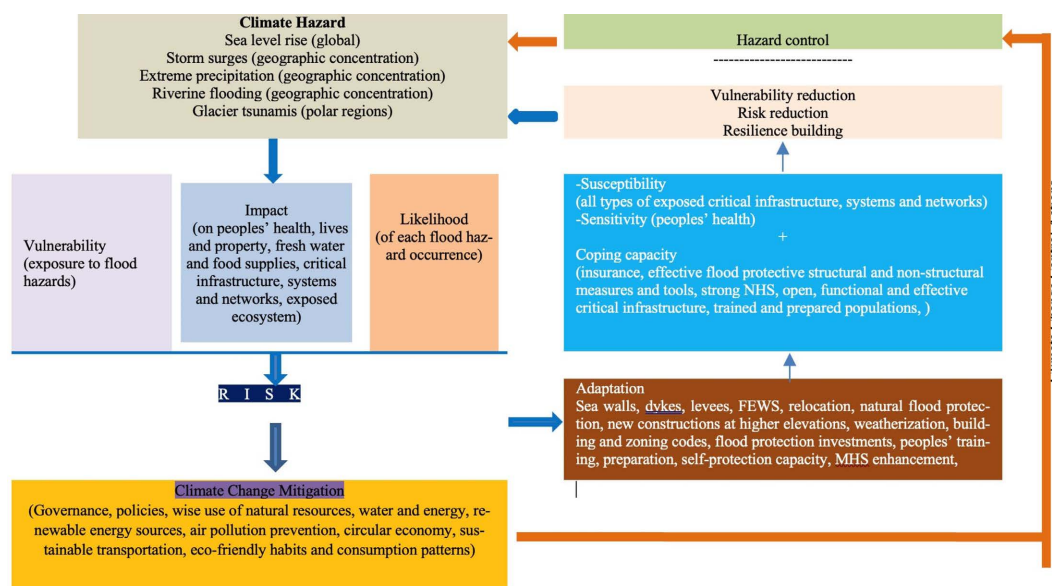 Climate Hazard
Sea level rise (global)
Storm surges (geographic concentration)
Extreme precipitation (geographic concentration)
Riverine flooding (geographic concentration)
Glacier tsunamis (polar regions)
Hazard control
----------------------------
Vulnerability reduction
Risk reduction
Resilience building
Vulnerability
(exposure to flood
hazards)
Impact
(on peoples’ health, lives
and property, fresh water
and food supplies, critical
infrastructure, systems
and networks, exposed
ecosystem)
Likelihood
(of each flood haz-
ard occurrence)
-Susceptibility
(all types of exposed critical infrastructure, systems and networks)
-Sensitivity (peoples’ health)
+
Coping capacity
(insurance, effective flood protective structural and non-structural
measures and tools, strong NHS, open, functional and effective
critical infrastructure, trained and prepared populations, )
R I S K
Adaptation
Sea walls, dykes, levees, FEWS, relocation, natural flood protec-
tion, new constructions at higher elevations, weatherization, build-
ing and zoning codes, flood protection investments, peoples’ train-
ing, preparation, self-protection capacity, MHS enhancement,
Climate Change Mitigation
(Governance, policies, wise use of natural resources, water and energy, re-
newable energy sources, air pollution prevention, circular economy, sus-
tainable transportation, eco-friendly habits and consumption patterns)